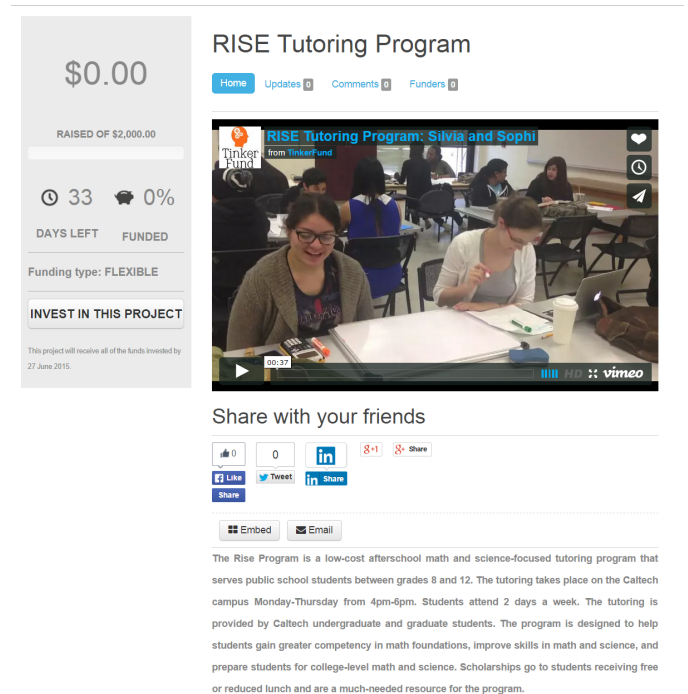 $0.00
RAISED OF $2,000.00
33
0%
DAYS LEFT
FUNDED
Funding type: FLEXIBLE
INVEST IN THIS PROJECT
This project will receive all of the funds invested by
27 June 2015.
RISE Tutoring Program
Home Updates 0 Comments 0 Funders 0
Tinker
Fund
RISE Tutoring Program: Silvia and Sophi
from TinkerFund
00:37
HD vimeo
Share with your friends
0 0 in g+1 g+ Share
f Like Tweet in Share
Share
Embed Email
The Rise Program is a low-cost afterschool math and science-focused tutoring program that
serves public school students between grades 8 and 12. The tutoring takes place on the Caltech
campus Monday-Thursday from 4pm-6pm. Students attend 2 days a week. The tutoring is
provided by Caltech undergraduate and graduate students. The program is designed to help
students gain greater competency in math foundations, improve skills in math and science, and
prepare students for college-level math and science. Scholarships go to students receiving free
or reduced lunch and are a much-needed resource for the program.